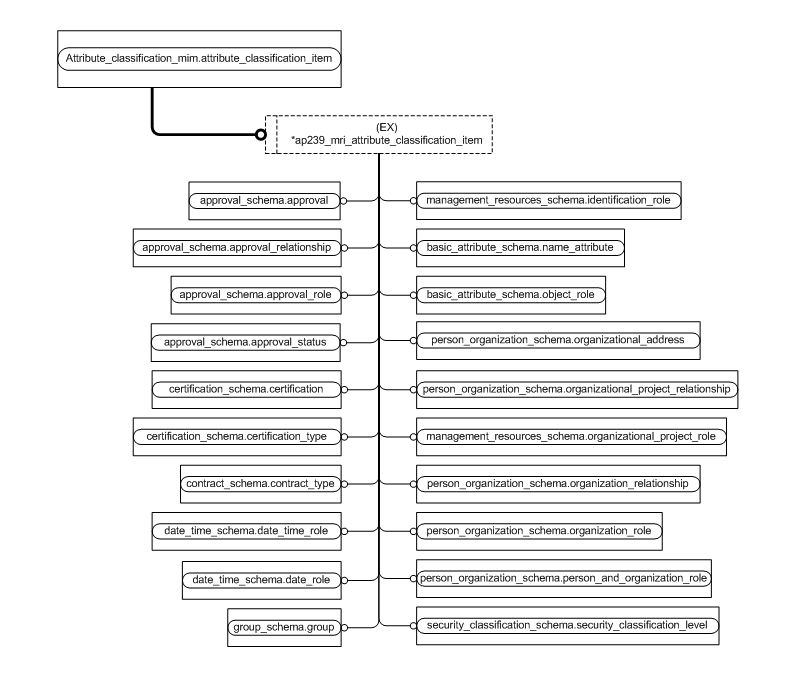 Attribute_classification_mim.attribute_classification_item
(EX)
*ap239_mri_attribute_classification_item
approval_schema.approval
management_resources_schema.identification_role
approval_schema.approval_relationship
basic_attribute_schema.name_attribute
approval_schema.approval_role
basic_attribute_schema.object_role
approval_schema.approval_status
person_organization_schema.organizational_address
certification_schema.certification
person_organization_schema.organizational_project_relationship
certification_schema.certification_type
management_resources_schema.organizational_project_role
contract_schema.contract_type
person_organization_schema.organization_relationship
date_time_schema.date_time_role
person_organization_schema.organization_role
date_time_schema.date_role
person_organization_schema.person_and_organization_role
group_schema.group
security_classification_schema.security_classification_level